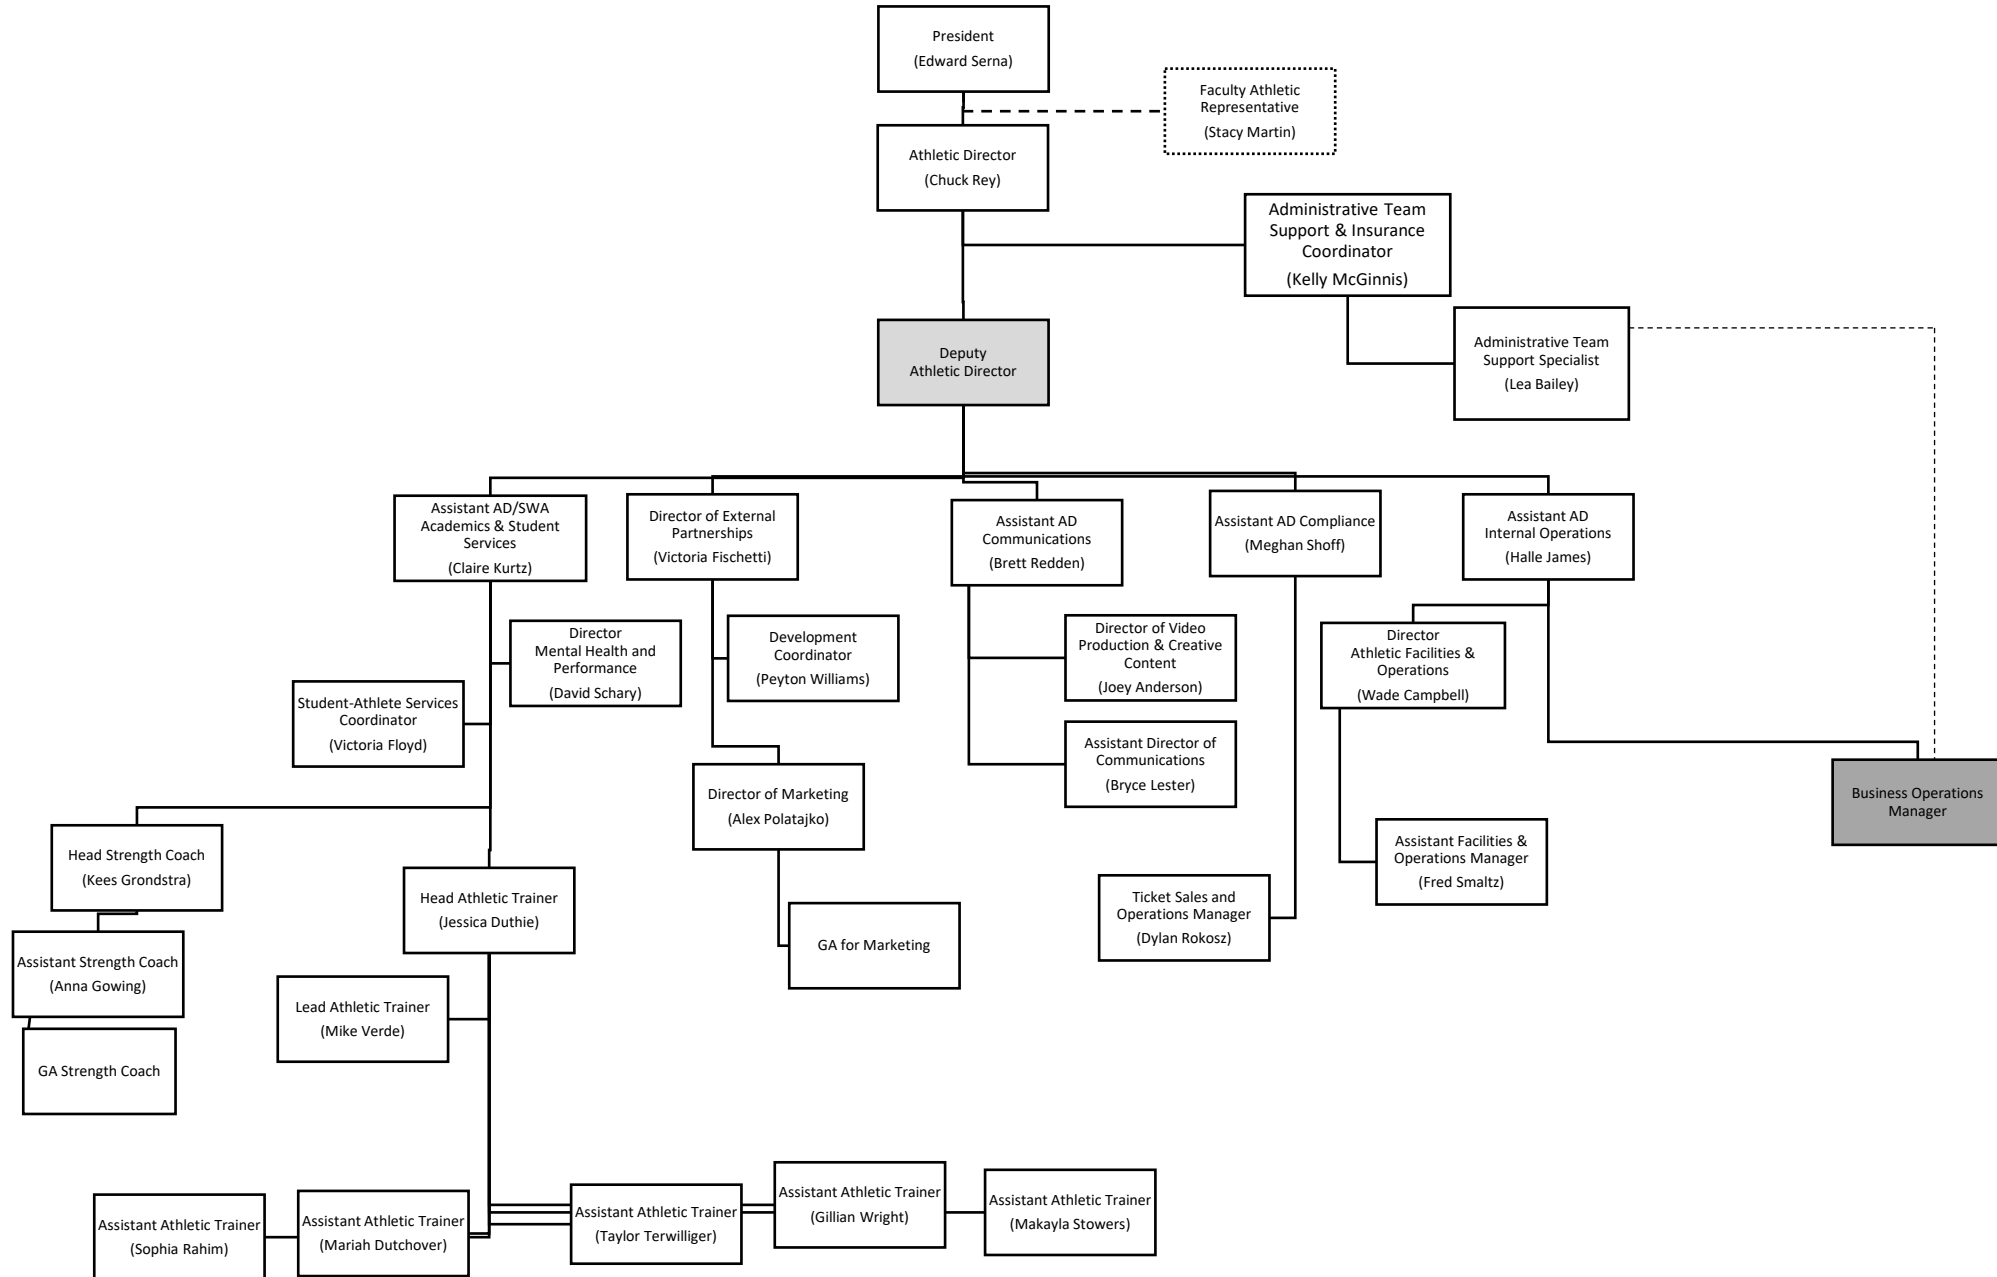 President
(Edward Serna)
Faculty Athletic
Representative
(Stacy Martin)
Athletic Director
(Chuck Rey)
Administrative Team
Support & Insurance
Coordinator
(Kelly McGinnis)
Deputy
Athletic Director
Administrative Team
Support Specialist
(Lea Bailey)
Assistant AD/SWA
Academics & Student
Services
(Claire Kurtz)
Director of External
Partnerships
(Victoria Fischetti)
Assistant AD
Communications
(Brett Redden)
Assistant AD Compliance
(Meghan Shoff)
Assistant AD
Internal Operations
(Halle James)
Director
Mental Health and
Performance
(David Schary)
Development
Coordinator
(Peyton Williams)
Director of Video
Production & Creative
Content
(Joey Anderson)
Director
Athletic Facilities &
Operations
(Wade Campbell)
Student-Athlete Services
Coordinator
(Victoria Floyd)
Director of Marketing
(Alex Polatajko)
Assistant Director of
Communications
(Bryce Lester)
Business Operations
Manager
Head Strength Coach
(Kees Grondstra)
Head Athletic Trainer
(Jessica Duthie)
Assistant Facilities &
Operations Manager
(Fred Smaltz)
Ticket Sales and
Operations Manager
(Dylan Rokosz)
GA for Marketing
Assistant Strength Coach
(Anna Gowing)
Lead Athletic Trainer
(Mike Verde)
GA Strength Coach
Assistant Athletic Trainer
(Sophia Rahim)
Assistant Athletic Trainer
(Mariah Dutchover)
Assistant Athletic Trainer
(Taylor Terwilliger)
Assistant Athletic Trainer
(Gillian Wright)
Assistant Athletic Trainer
(Makayla Stowers)